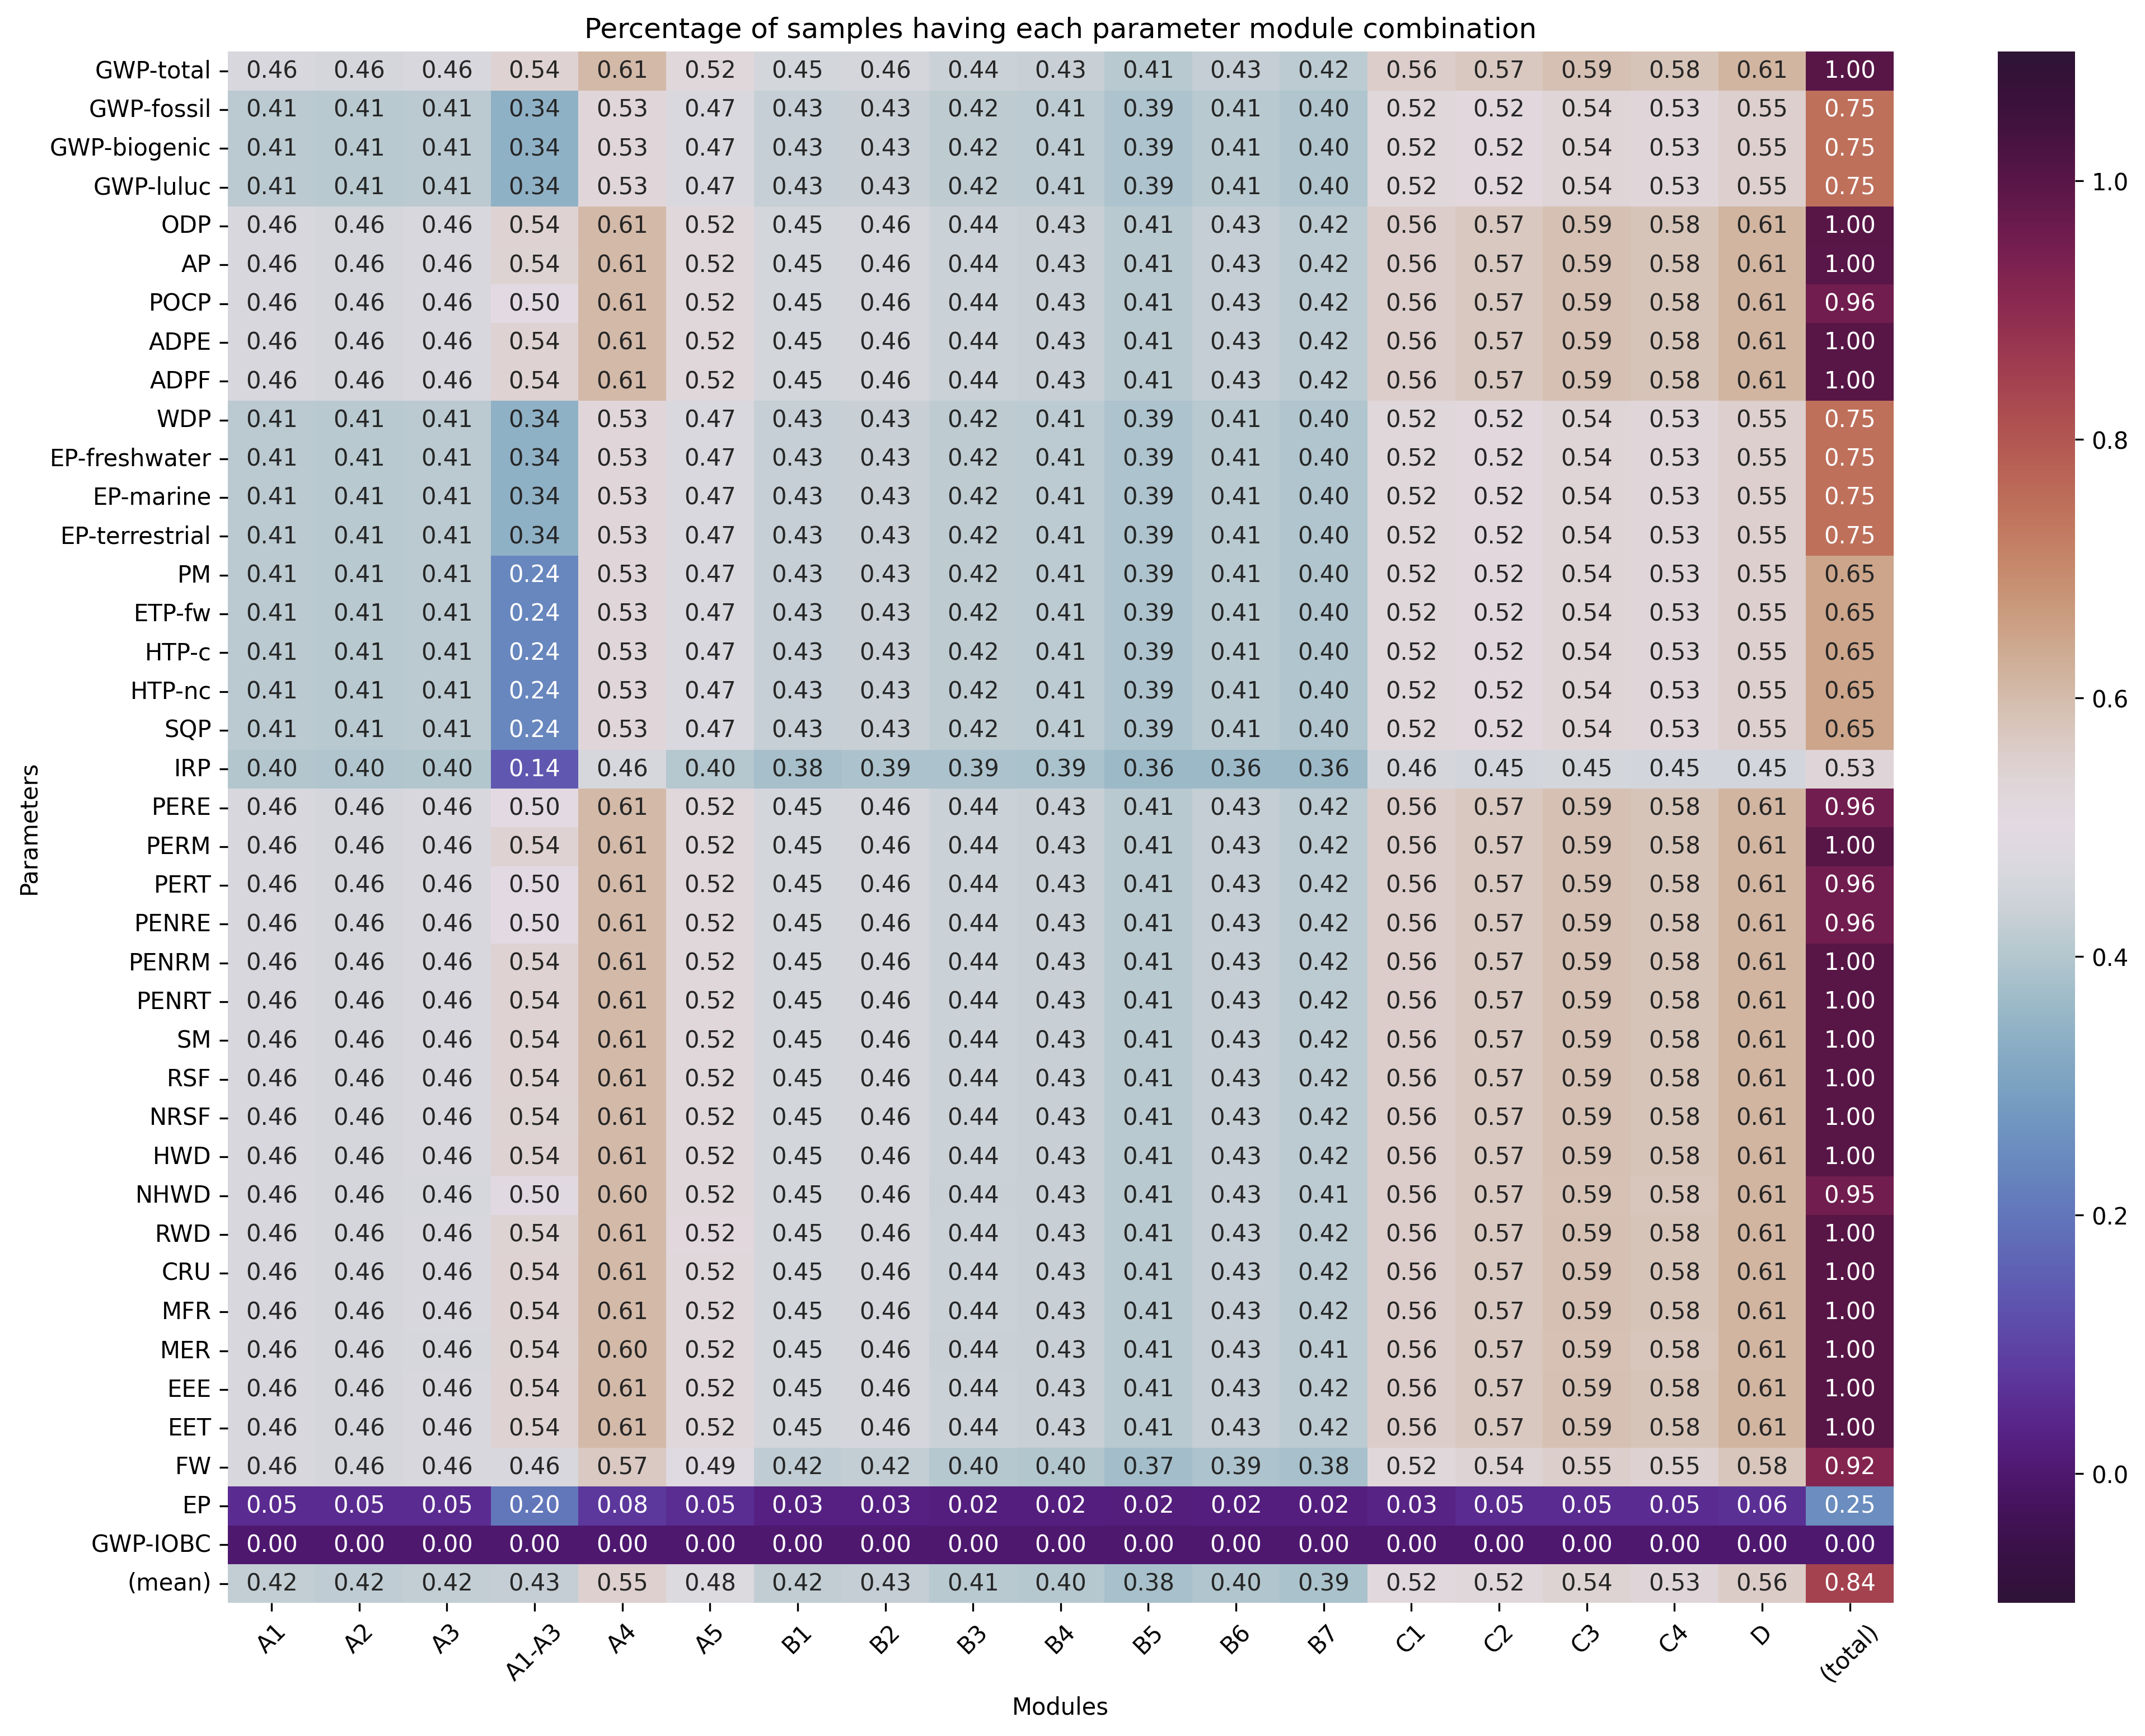 Percentage of samples having each parameter module combination
GWP-total 0.46 0.46 0.46 0.54 0.61 0.52 0.45 0.46 0.44 0.43 0.41 0.43 0.42 0.56 0.57 0.59 0.58 0.61 1.00
GWP-fossil 0.41 0.41 0.41 0.34 0.53 0.47 0.43 0.43 0.42 0.41 0.39 0.41 0.40 0.52 0.52 0.54 0.53 0.55 0.75
GWP-biogenic 0.41 0.41 0.41 0.34 0.53 0.47 0.43 0.43 0.42 0.41 0.39 0.41 0.40 0.52 0.52 0.54 0.53 0.55 0.75
GWP-luluc 0.41 0.41 0.41 0.34 0.53 0.47 0.43 0.43 0.42 0.41 0.39 0.41 0.40 0.52 0.52 0.54 0.53 0.55 0.75
ODP 0.46 0.46 0.46 0.54 0.61 0.52 0.45 0.46 0.44 0.43 0.41 0.43 0.42 0.56 0.57 0.59 0.58 0.61 1.00
AP 0.46 0.46 0.46 0.54 0.61 0.52 0.45 0.46 0.44 0.43 0.41 0.43 0.42 0.56 0.57 0.59 0.58 0.61 1.00
POCP 0.46 0.46 0.46 0.50 0.61 0.52 0.45 0.46 0.44 0.43 0.41 0.43 0.42 0.56 0.57 0.59 0.58 0.61 0.96
ADPE 0.46 0.46 0.46 0.54 0.61 0.52 0.45 0.46 0.44 0.43 0.41 0.43 0.42 0.56 0.57 0.59 0.58 0.61 1.00
ADPF 0.46 0.46 0.46 0.54 0.61 0.52 0.45 0.46 0.44 0.43 0.41 0.43 0.42 0.56 0.57 0.59 0.58 0.61 1.00
WDP 0.41 0.41 0.41 0.34 0.53 0.47 0.43 0.43 0.42 0.41 0.39 0.41 0.40 0.52 0.52 0.54 0.53 0.55 0.75
EP-freshwater 0.41 0.41 0.41 0.34 0.53 0.47 0.43 0.43 0.42 0.41 0.39 0.41 0.40 0.52 0.52 0.54 0.53 0.55 0.75
EP-marine 0.41 0.41 0.41 0.34 0.53 0.47 0.43 0.43 0.42 0.41 0.39 0.41 0.40 0.52 0.52 0.54 0.53 0.55 0.75
EP-terrestrial 0.41 0.41 0.41 0.34 0.53 0.47 0.43 0.43 0.42 0.41 0.39 0.41 0.40 0.52 0.52 0.54 0.53 0.55 0.75
PM 0.41 0.41 0.41 0.24 0.53 0.47 0.43 0.43 0.42 0.41 0.39 0.41 0.40 0.52 0.52 0.54 0.53 0.55 0.65
ETP-fw 0.41 0.41 0.41 0.24 0.53 0.47 0.43 0.43 0.42 0.41 0.39 0.41 0.40 0.52 0.52 0.54 0.53 0.55 0.65
HTP-c 0.41 0.41 0.41 0.24 0.53 0.47 0.43 0.43 0.42 0.41 0.39 0.41 0.40 0.52 0.52 0.54 0.53 0.55 0.65
HTP-nc 0.41 0.41 0.41 0.24 0.53 0.47 0.43 0.43 0.42 0.41 0.39 0.41 0.40 0.52 0.52 0.54 0.53 0.55 0.65
SQP 0.41 0.41 0.41 0.24 0.53 0.47 0.43 0.43 0.42 0.41 0.39 0.41 0.40 0.52 0.52 0.54 0.53 0.55 0.65
IRP 0.40 0.40 0.40 0.14 0.46 0.40 0.38 0.39 0.39 0.39 0.36 0.36 0.36 0.46 0.45 0.45 0.45 0.45 0.53
PERE 0.46 0.46 0.46 0.50 0.61 0.52 0.45 0.46 0.44 0.43 0.41 0.43 0.42 0.56 0.57 0.59 0.58 0.61 0.96
PERM 0.46 0.46 0.46 0.54 0.61 0.52 0.45 0.46 0.44 0.43 0.41 0.43 0.42 0.56 0.57 0.59 0.58 0.61 1.00
PERT 0.46 0.46 0.46 0.50 0.61 0.52 0.45 0.46 0.44 0.43 0.41 0.43 0.42 0.56 0.57 0.59 0.58 0.61 0.96
PENRE 0.46 0.46 0.46 0.50 0.61 0.52 0.45 0.46 0.44 0.43 0.41 0.43 0.42 0.56 0.57 0.59 0.58 0.61 0.96
PENRM 0.46 0.46 0.46 0.54 0.61 0.52 0.45 0.46 0.44 0.43 0.41 0.43 0.42 0.56 0.57 0.59 0.58 0.61 1.00
PENRT 0.46 0.46 0.46 0.54 0.61 0.52 0.45 0.46 0.44 0.43 0.41 0.43 0.42 0.56 0.57 0.59 0.58 0.61 1.00
SM 0.46 0.46 0.46 0.54 0.61 0.52 0.45 0.46 0.44 0.43 0.41 0.43 0.42 0.56 0.57 0.59 0.58 0.61 1.00
RSF 0.46 0.46 0.46 0.54 0.61 0.52 0.45 0.46 0.44 0.43 0.41 0.43 0.42 0.56 0.57 0.59 0.58 0.61 1.00
NRSF 0.46 0.46 0.46 0.54 0.61 0.52 0.45 0.46 0.44 0.43 0.41 0.43 0.42 0.56 0.57 0.59 0.58 0.61 1.00
HWD 0.46 0.46 0.46 0.54 0.61 0.52 0.45 0.46 0.44 0.43 0.41 0.43 0.42 0.56 0.57 0.59 0.58 0.61 1.00
NHWD 0.46 0.46 0.46 0.50 0.60 0.52 0.45 0.46 0.44 0.43 0.41 0.43 0.41 0.56 0.57 0.59 0.58 0.61 0.95
RWD 0.46 0.46 0.46 0.54 0.61 0.52 0.45 0.46 0.44 0.43 0.41 0.43 0.42 0.56 0.57 0.59 0.58 0.61 1.00
CRU 0.46 0.46 0.46 0.54 0.61 0.52 0.45 0.46 0.44 0.43 0.41 0.43 0.42 0.56 0.57 0.59 0.58 0.61 1.00
MFR 0.46 0.46 0.46 0.54 0.61 0.52 0.45 0.46 0.44 0.43 0.41 0.43 0.42 0.56 0.57 0.59 0.58 0.61 1.00
MER 0.46 0.46 0.46 0.54 0.60 0.52 0.45 0.46 0.44 0.43 0.41 0.43 0.41 0.56 0.57 0.59 0.58 0.61 1.00
EEE 0.46 0.46 0.46 0.54 0.61 0.52 0.45 0.46 0.44 0.43 0.41 0.43 0.42 0.56 0.57 0.59 0.58 0.61 1.00
EET 0.46 0.46 0.46 0.54 0.61 0.52 0.45 0.46 0.44 0.43 0.41 0.43 0.42 0.56 0.57 0.59 0.58 0.61 1.00
FW 0.46 0.46 0.46 0.46 0.57 0.49 0.42 0.42 0.40 0.40 0.37 0.39 0.38 0.52 0.54 0.55 0.55 0.58 0.92
EP 0.05 0.05 0.05 0.20 0.08 0.05 0.03 0.03 0.02 0.02 0.02 0.02 0.02 0.03 0.05 0.05 0.05 0.06 0.25
GWP-IOBC 0.00 0.00 0.00 0.00 0.00 0.00 0.00 0.00 0.00 0.00 0.00 0.00 0.00 0.00 0.00 0.00 0.00 0.00 0.00
(mean) 0.42 0.42 0.42 0.43 0.55 0.48 0.42 0.43 0.41 0.40 0.38 0.40 0.39 0.52 0.52 0.54 0.53 0.56 0.84
A1 A2 A3 A1-A3 A4 A5 B1 B2 B3 B4 B5 B6 B7 C1 C2 C3 C4 D (total)
Modules
Parameters
1.0
0.8
0.6
0.4
0.2
0.0